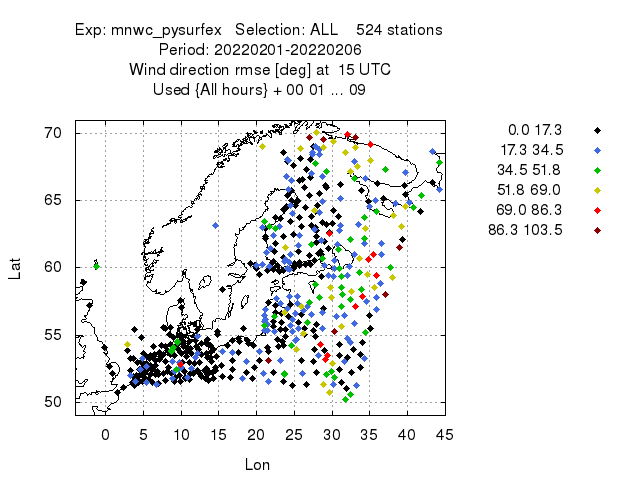 Exp: mnwc_pysurfex   Selection: ALL    524 stations
Period: 20220201-20220206
Wind direction rmse [deg] at  15 UTC
Used {All hours} + 00 01 ... 09
70
65
60
55
50
Lat
0 5 10 15 20 25 30 35 40 45
Lon
0.0 17.3
17.3 34.5
34.5 51.8
51.8 69.0
69.0 86.3
86.3 103.5